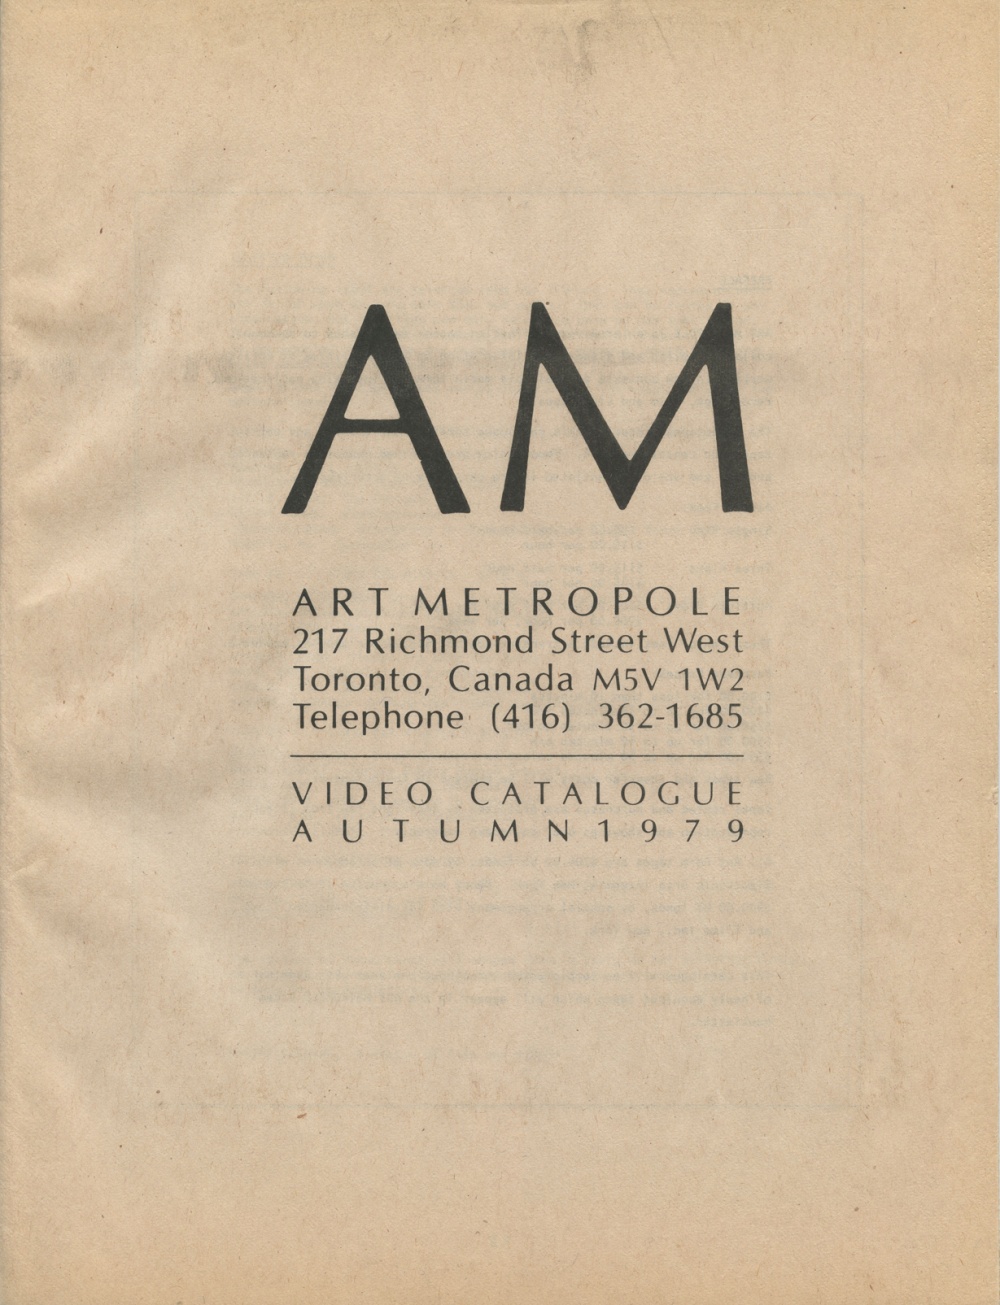 AM
ART METROPOLE
217 Richmond Street West
Toronto, Canada M5V 1W2
Telephone (416) 362-1685
VIDEO CATALOGUE
AUTUMN 1979